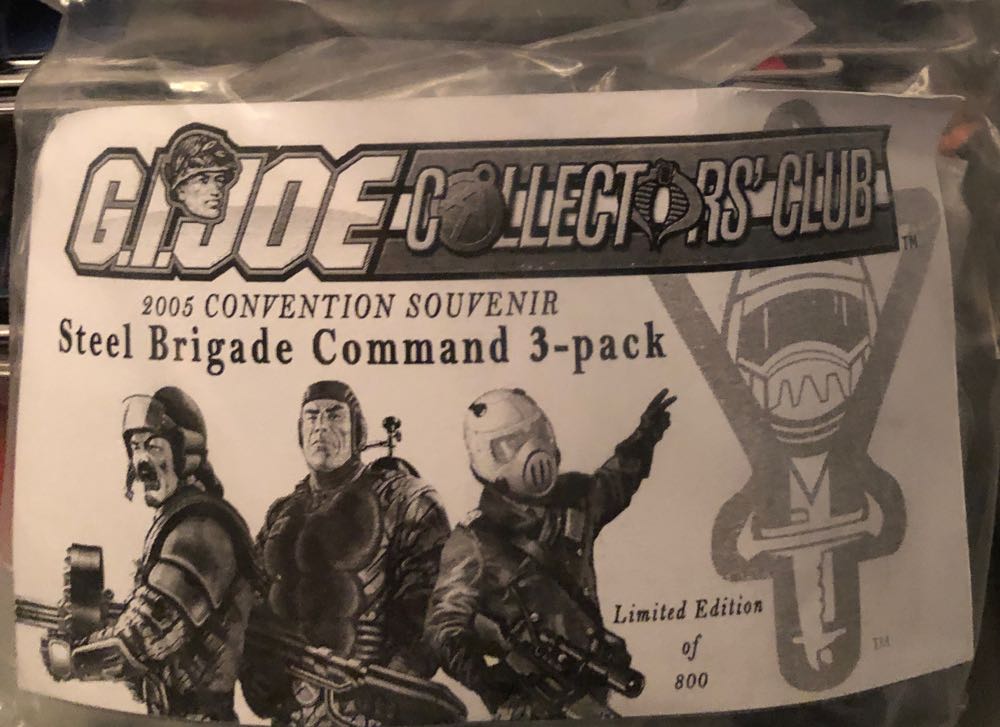 G.I. JOE COLLECTORS' CLUB TM
2005 CONVENTION SOUVENIR
Steel Brigade Command 3-pack
Limited Edition
of
800
TM